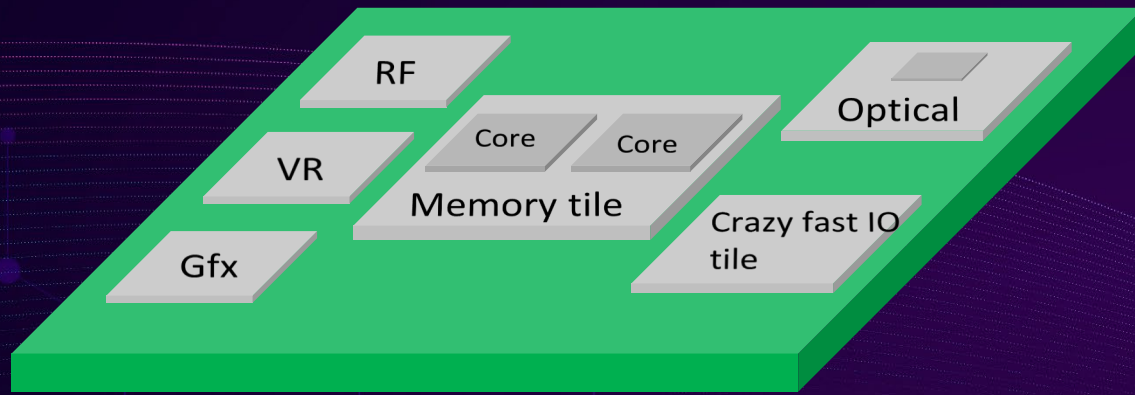 RF
Optical
Core
Core
VR
Memory tile
Crazy fast IO
tile
Gfx